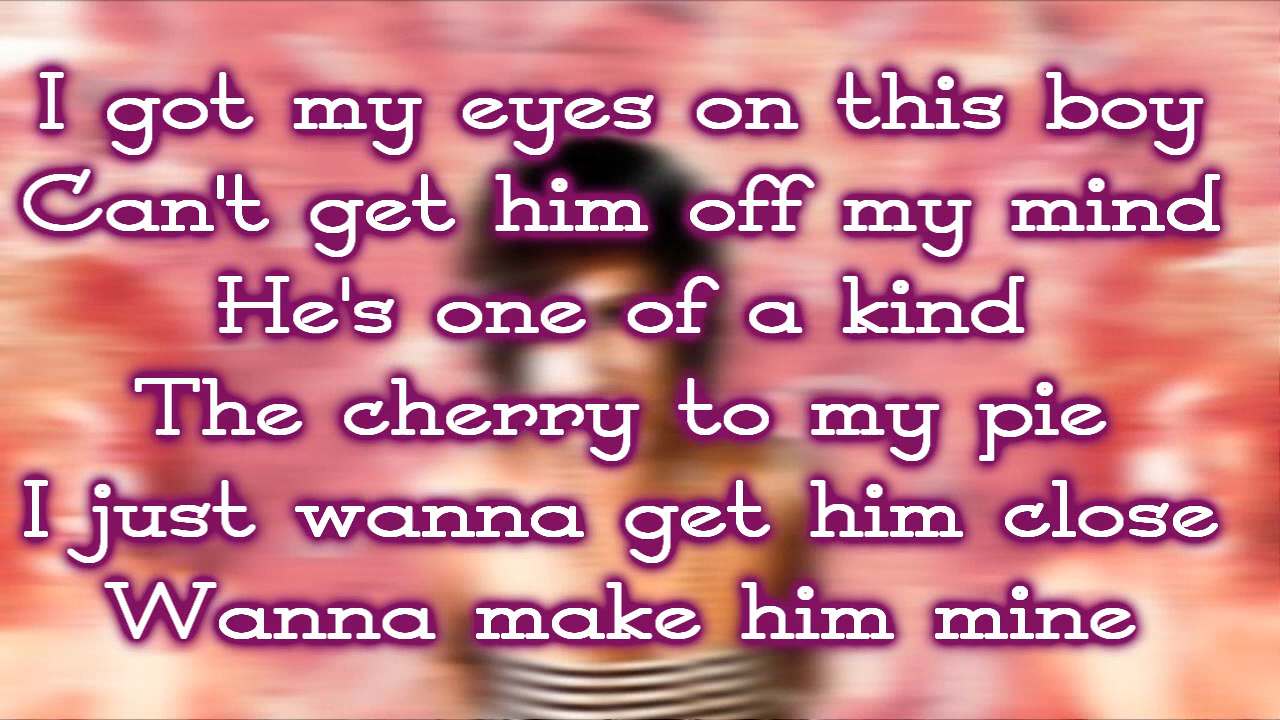 I got my eyes on this boy
Can't get him off my mind
He's one of a kind
The cherry to my pie
I just wanna get him close
Wanna make him mine